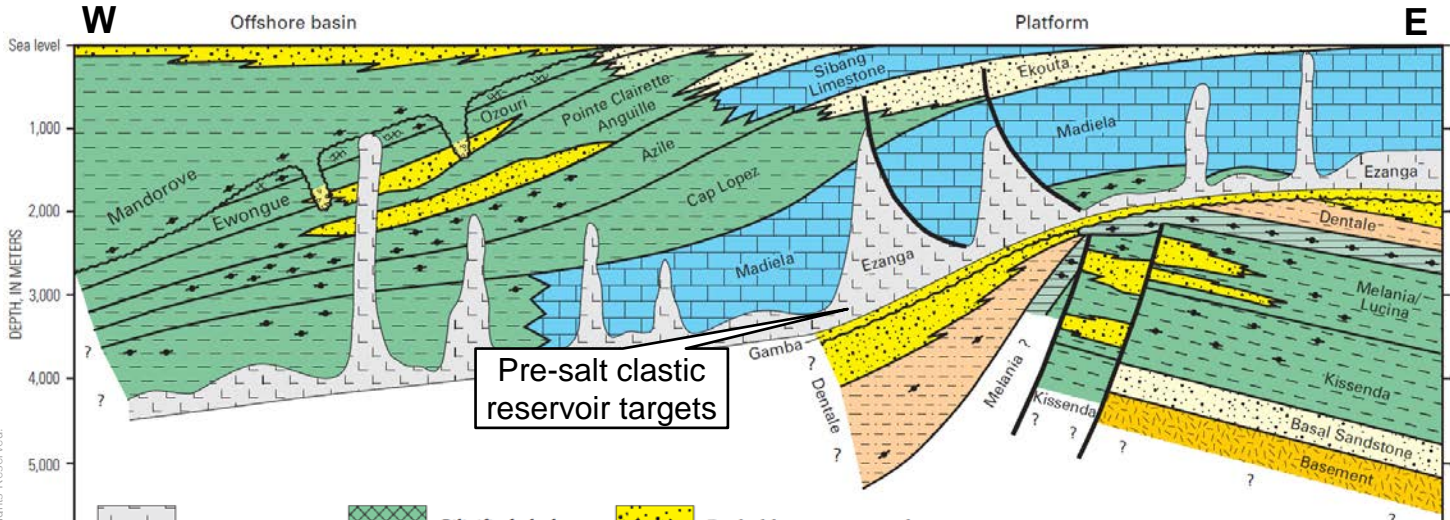 W
Offshore basin
Platform
E
Sea level
1,000
2,000
3,000
4,000
5,000
DEPTH, IN METERS
Sibang
Limestone
Ekouta
Ozouri
Pointe Clairette
Anguille
Madiela
Azile
Mandorove
Ewongue
Cap Lopez
Ezanga
Dentale
Madiela
Ezanga
Melania/
Lucina
?
Gamba
?
Pre-salt clastic
reservoir targets
Dentale
?
Melania ?
Kissenda
?
Kissenda
? ?
?
Basal Sandstone
Basement
?
?